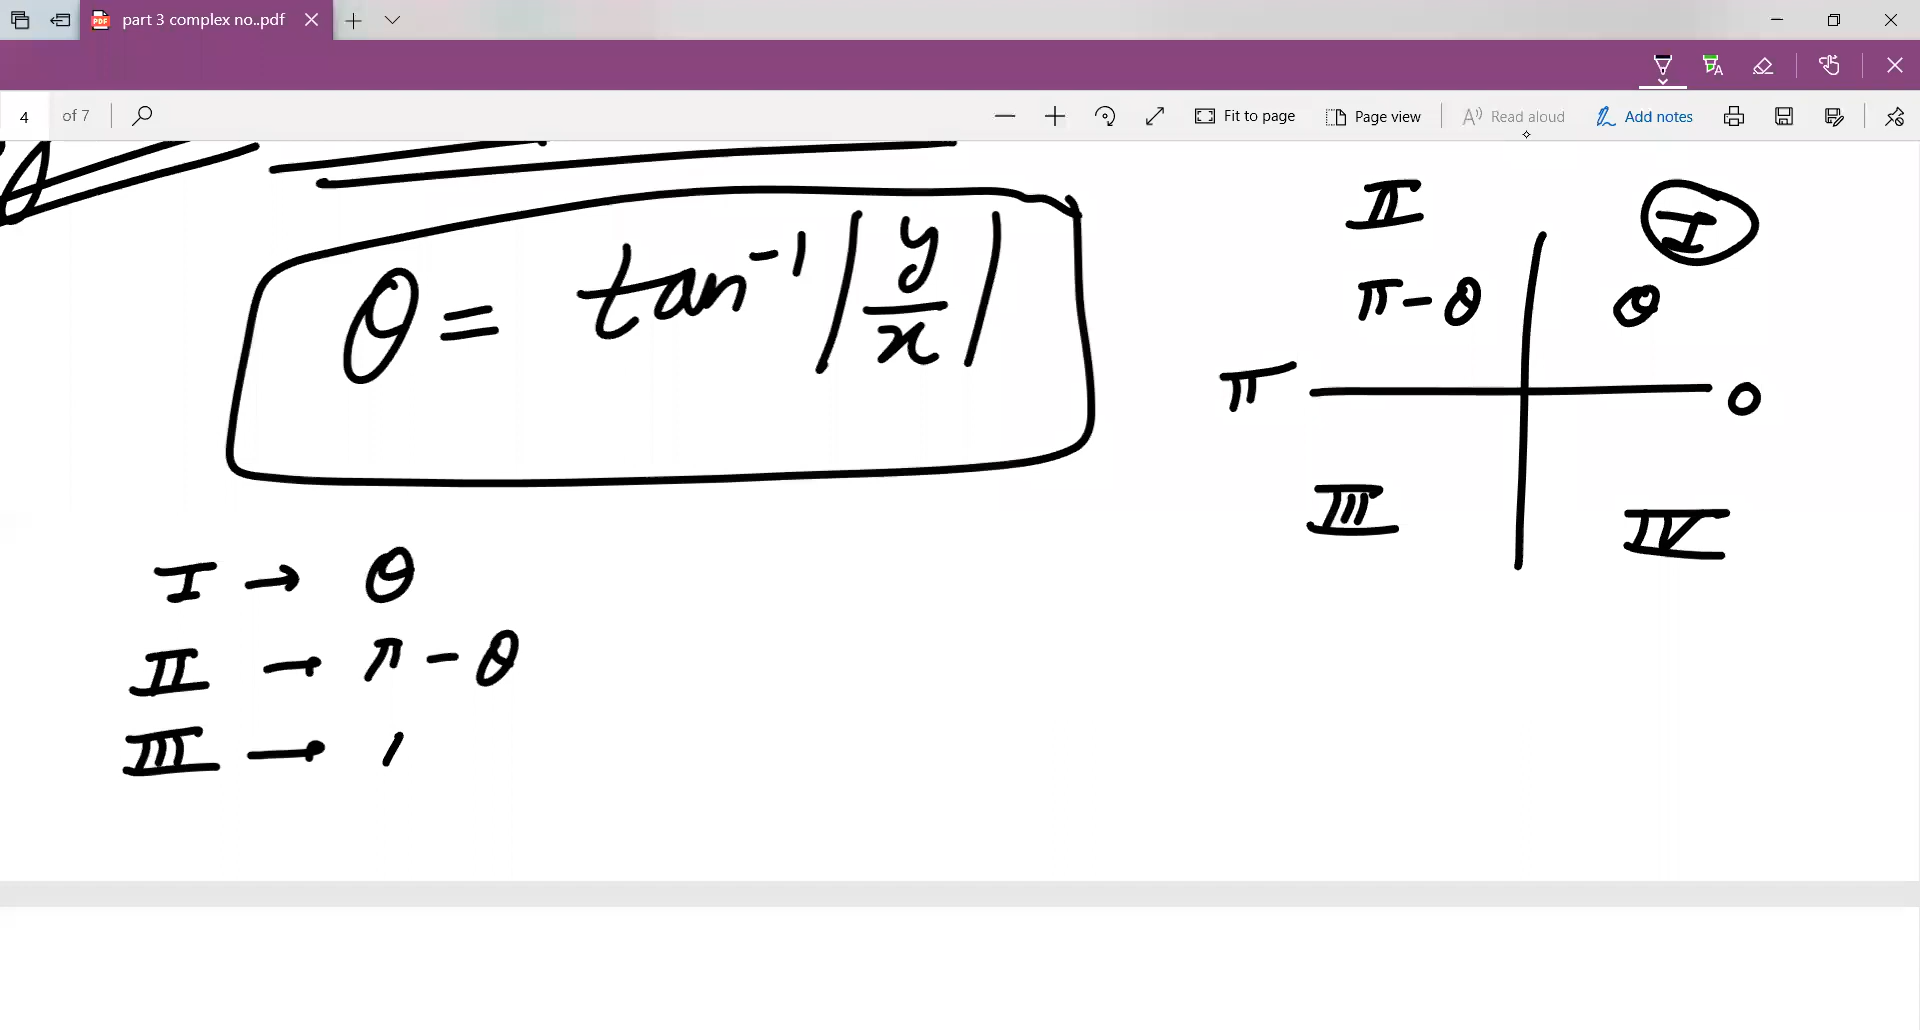 part 3 complex no..pdf
4 of 7
Fit to page
Page view
Read aloud
Add notes
θ = tan⁻¹ |y/x|
II
I
π - θ
θ
π
0
III
IV
I → θ
II → π - θ
III →